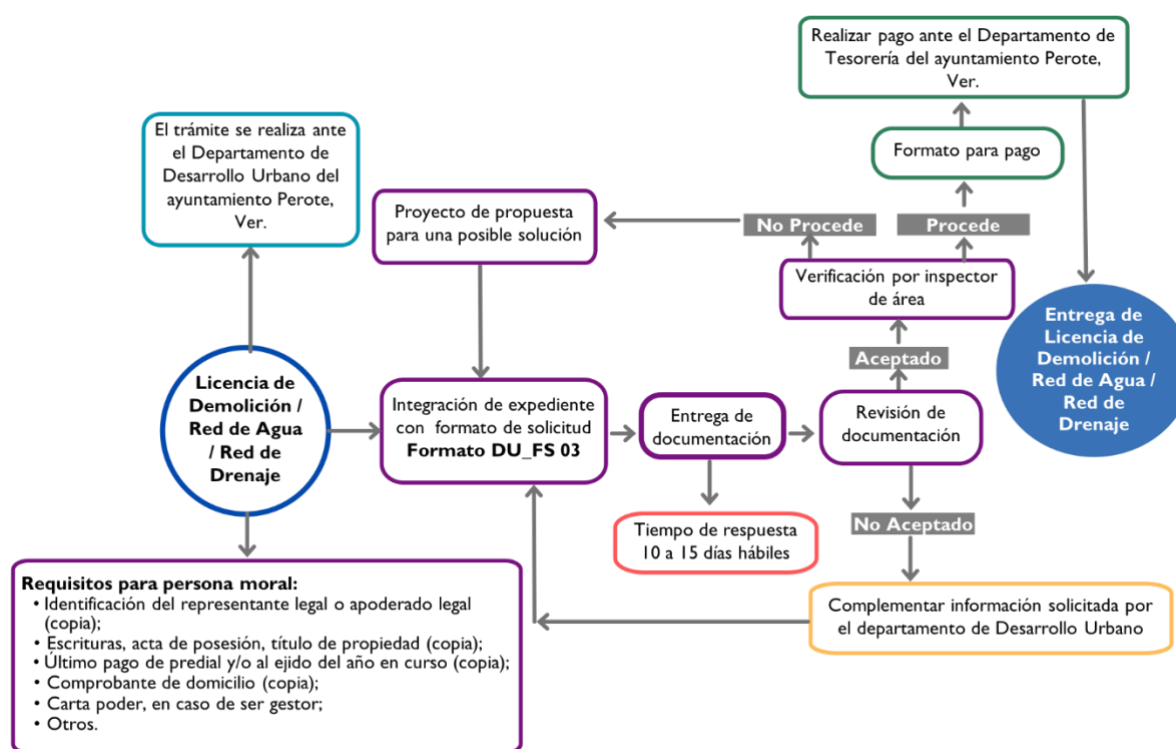 Realizar pago ante el Departamento de
Tesorería del ayuntamiento Perote,
Ver.
El trámite se realiza ante
el Departamento de
Desarrollo Urbano del
ayuntamiento Perote,
Ver.
Formato para pago
Proyecto de propuesta
para una posible solución
No Procede
Procede
Verificación por inspector
de área
Entrega de
Licencia de
Demolición /
Red de Agua /
Red de
Drenaje
Aceptado
Licencia de
Demolición /
Red de Agua
/ Red de
Drenaje
Integración de expediente
con formato de solicitud
Formato DU_FS 03
Entrega de
documentación
Revisión de
documentación
No Aceptado
Tiempo de respuesta
10 a 15 días hábiles
Requisitos para persona moral:
• Identificación del representante legal o apoderado legal
(copia);
• Escrituras, acta de posesión, título de propiedad (copia);
• Último pago de predial y/o al ejido del año en curso (copia);
• Comprobante de domicilio (copia);
• Carta poder, en caso de ser gestor;
• Otros.
Complementar información solicitada por
el departamento de Desarrollo Urbano